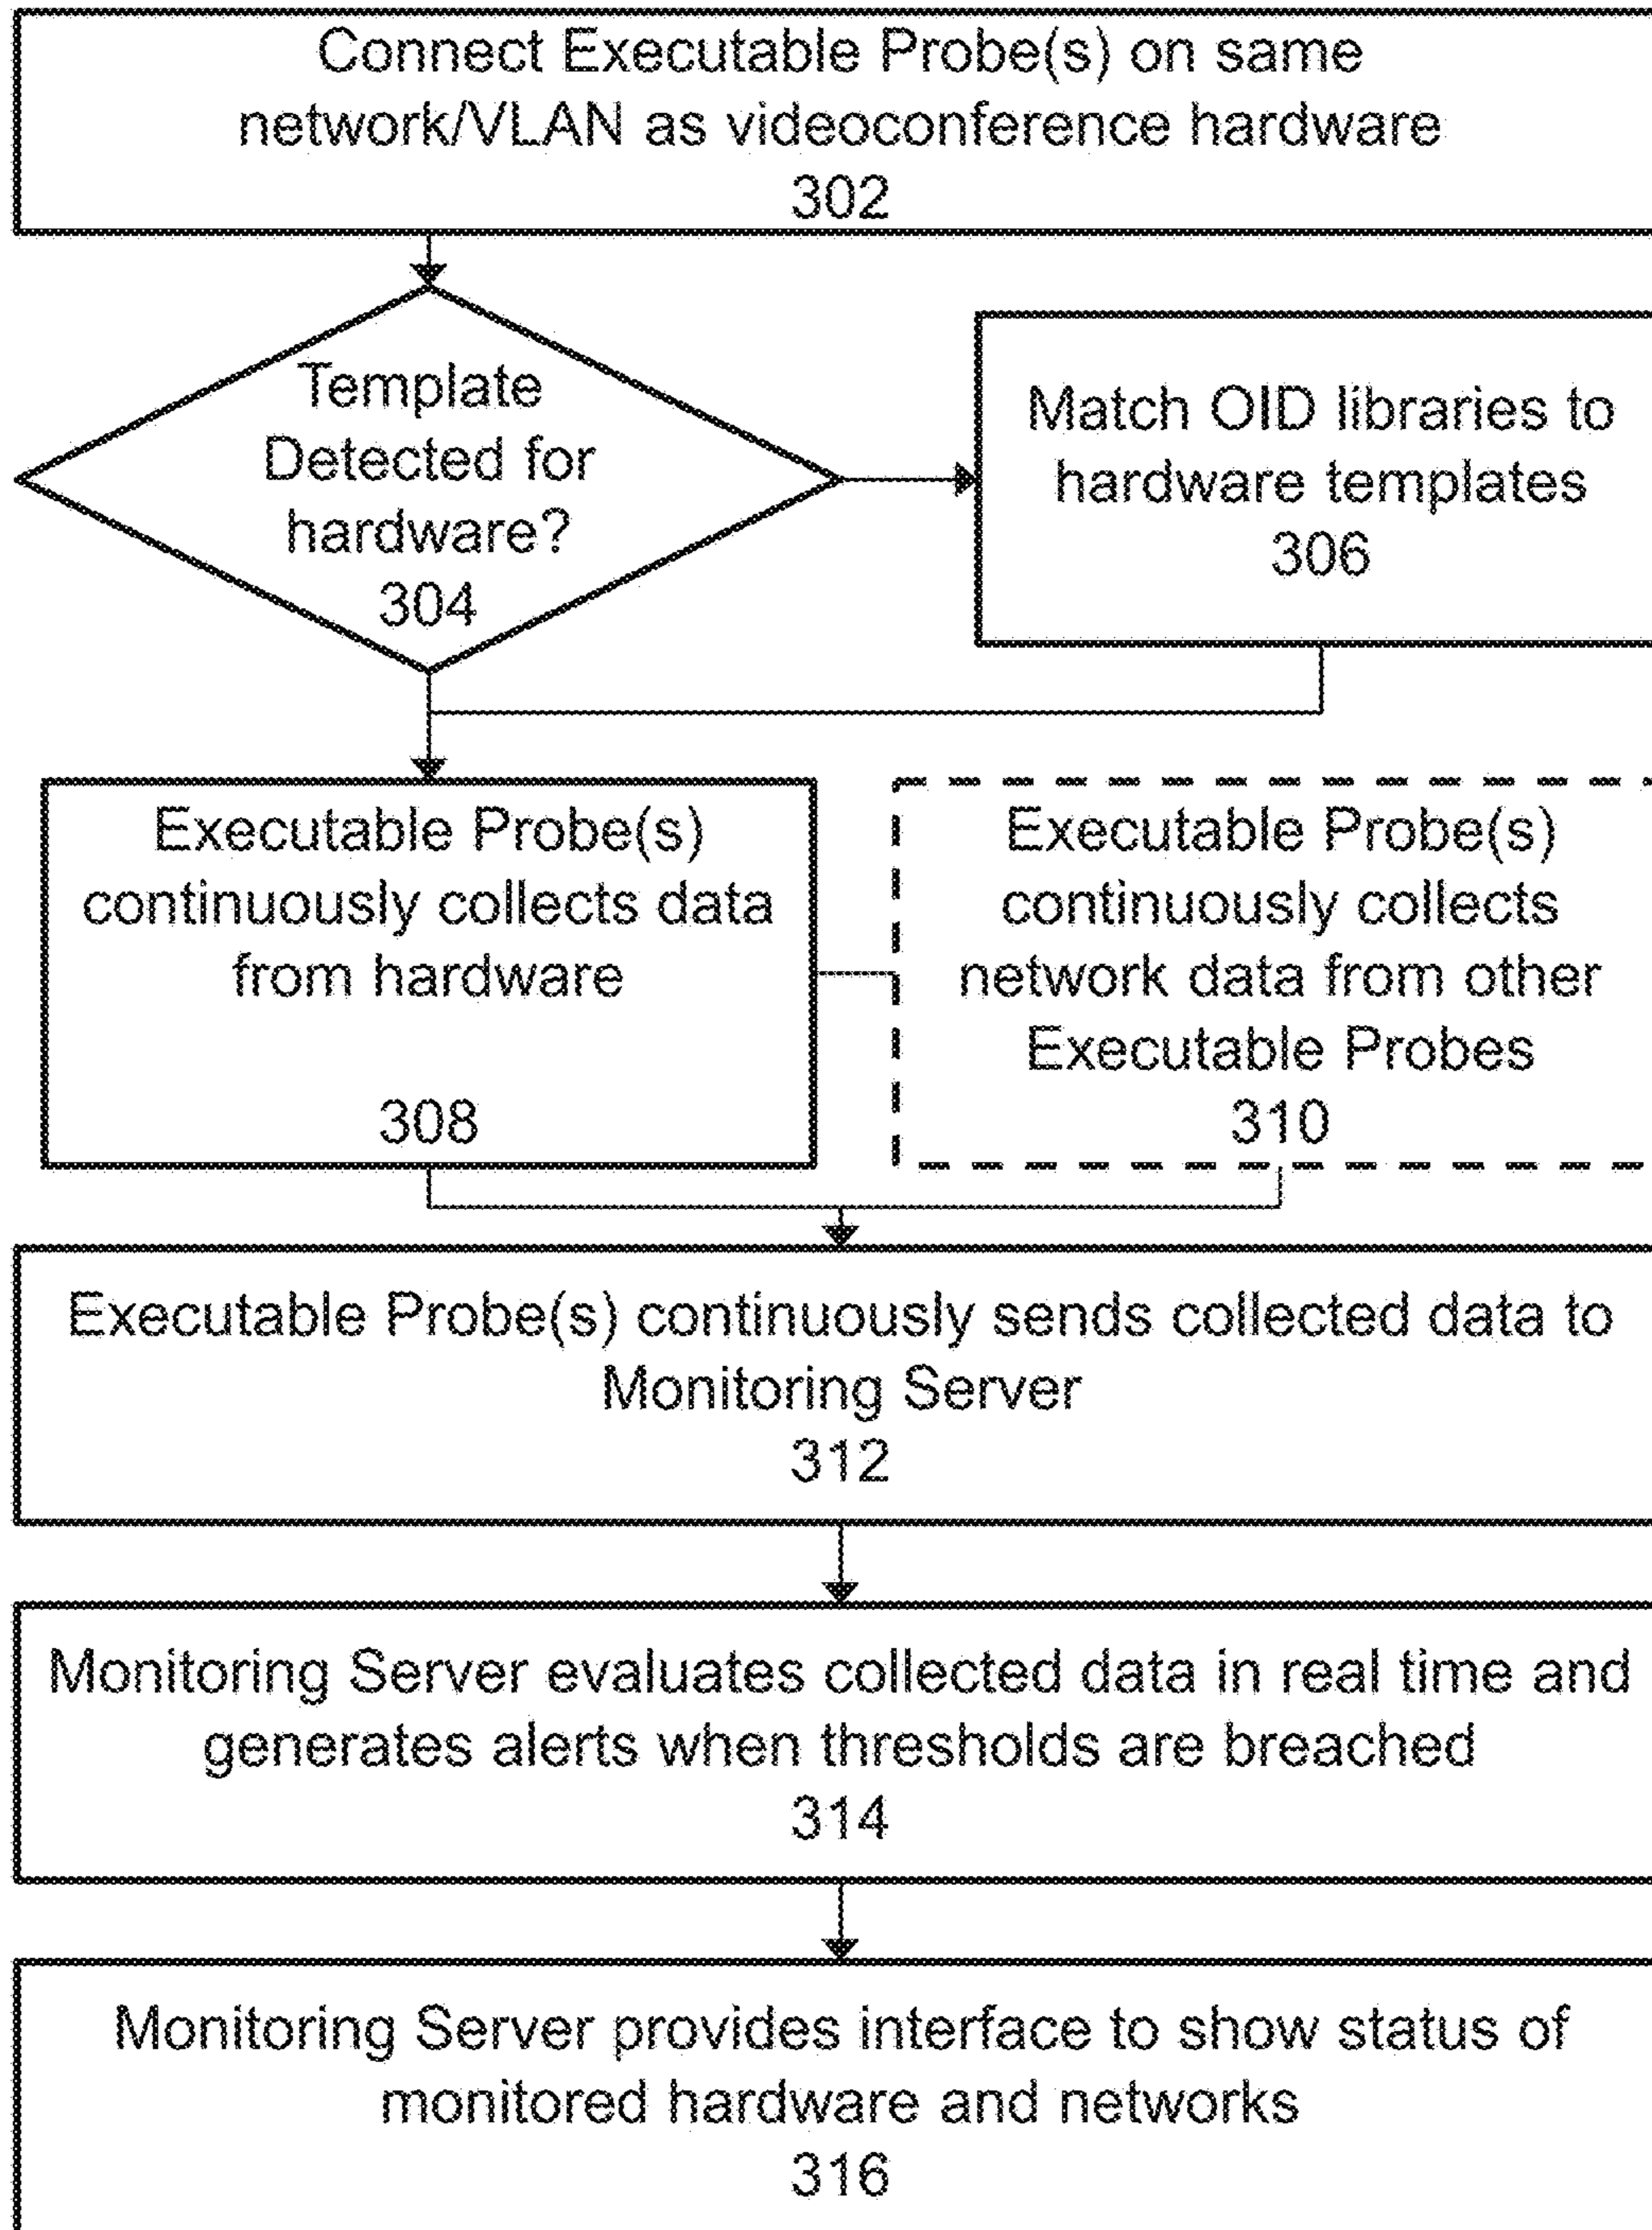 Connect Executable Probe(s) on same
network/VLAN as videoconference hardware
302
Template
Detected for
hardware?
304
Match OID libraries to
hardware templates
306
Executable Probe(s)
continuously collects data
from hardware
308
Executable Probe(s)
continuously collects
network data from other
Executable Probes
310
Executable Probe(s) continuously sends collected data to
Monitoring Server
312
Monitoring Server evaluates collected data in real time and
generates alerts when thresholds are breached
314
Monitoring Server provides interface to show status of
monitored hardware and networks
316